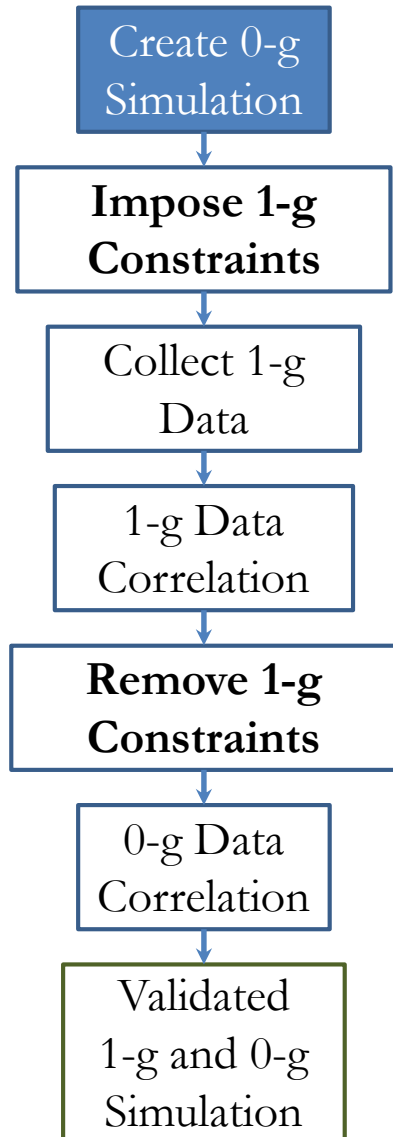 Create 0-g
Simulation
Impose 1-g
Constraints
Collect 1-g
Data
1-g Data
Correlation
Remove 1-g
Constraints
0-g Data
Correlation
Validated
1-g and 0-g
Simulation